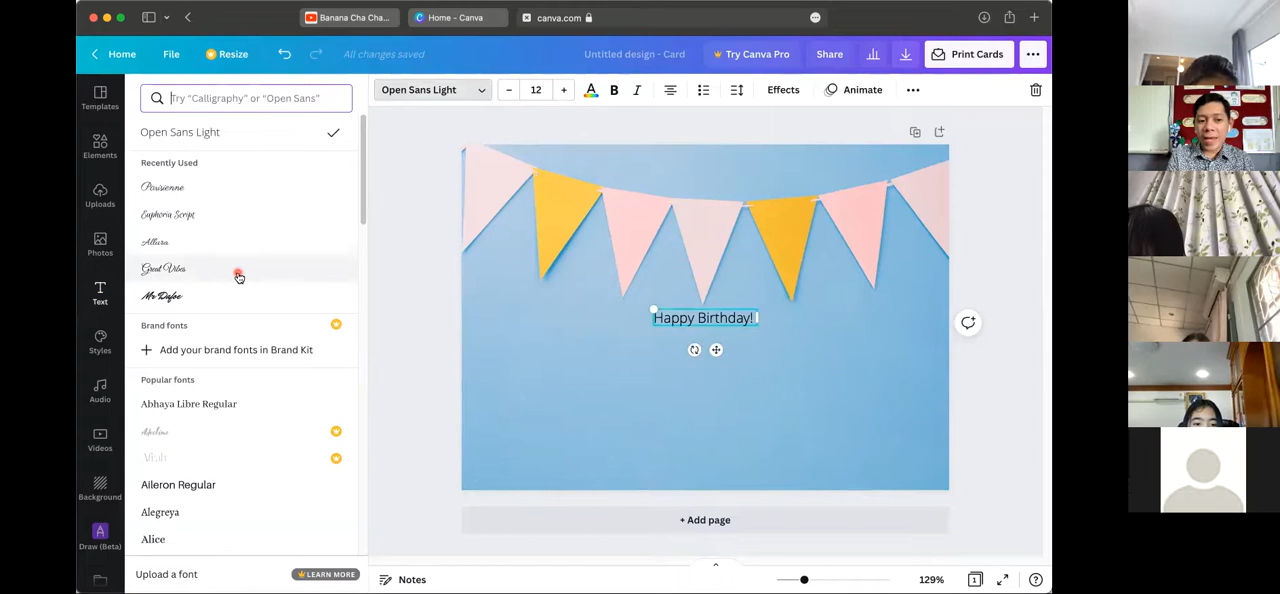 Banana Cha Cha...
Home - Canva
canva.com
Home
File
Resize
All changes saved
Untitled design - Card
Try Canva Pro
Share
Print Cards
Templates
Elements
Uploads
Photos
Text
Styles
Audio
Videos
Background
Draw (Beta)
Try “Calligraphy” or “Open Sans”
Open Sans Light
Recently Used
Parisienne
Euphoria Script
Allura
Great Vibes
Mr Dafoe
Brand fonts
Add your brand fonts in Brand Kit
Popular fonts
Abhaya Libre Regular
Aileron Regular
Alegreya
Alice
Upload a font
LEARN MORE
Open Sans Light
12
A
B
I
Effects
Animate
Happy Birthday!
+ Add page
Notes
129%
1